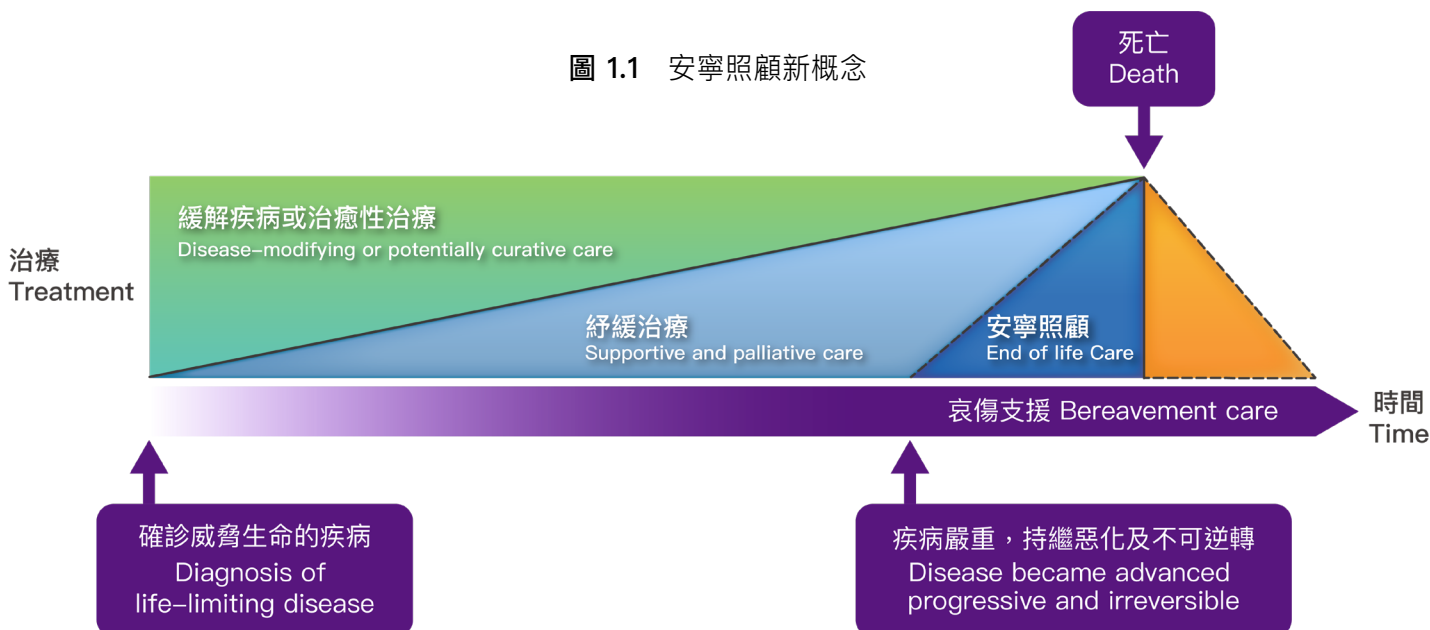 圖 1.1 安寧照顧新概念
死亡
Death
緩解疾病或治癒性治療
Disease–modifying or potentially curative care
治療
Treatment
紓緩治療
Supportive and palliative care
安寧照顧
End of life Care
哀傷支援 Bereavement care
時間
Time
確診威脅生命的疾病
Diagnosis of
life–limiting disease
疾病嚴重，持繼惡化及不可逆轉
Disease became advanced
progressive and irreversible